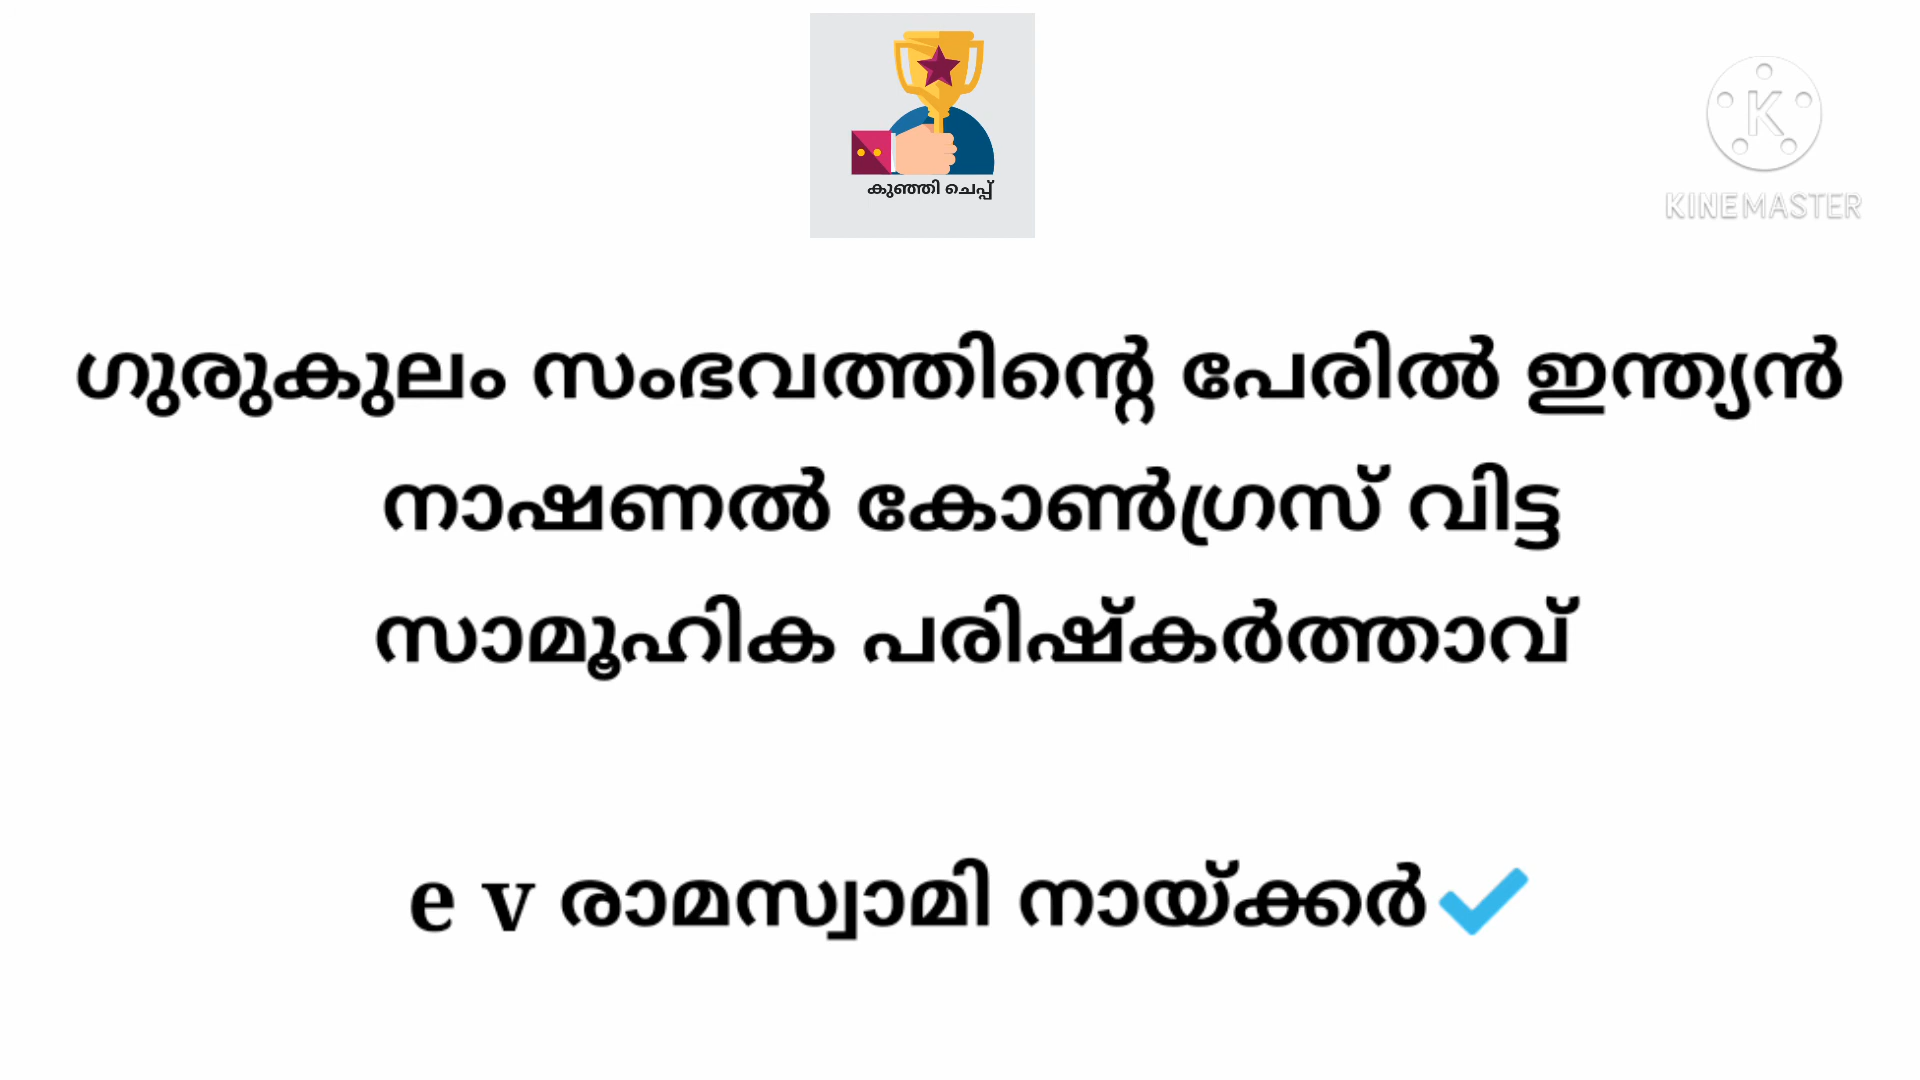 കുഞ്ഞി ചെപ്പ്
K
KINEMASTER
ഗുരുകുലം സംഭവത്തിന്റെ പേരിൽ ഇന്ത്യൻ
നാഷണൽ കോൺഗ്രസ് വിട്ട
സാമൂഹിക പരിഷ്കർത്താവ്
e v രാമസ്വാമി നായ്ക്കർ